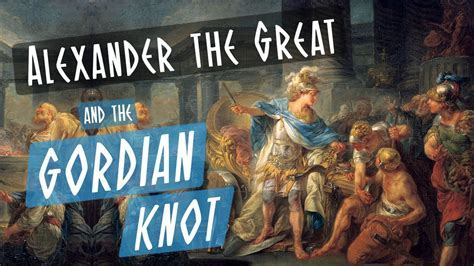 ALEXANDER THE GREAT
AND THE
GORDIAN
KNOT